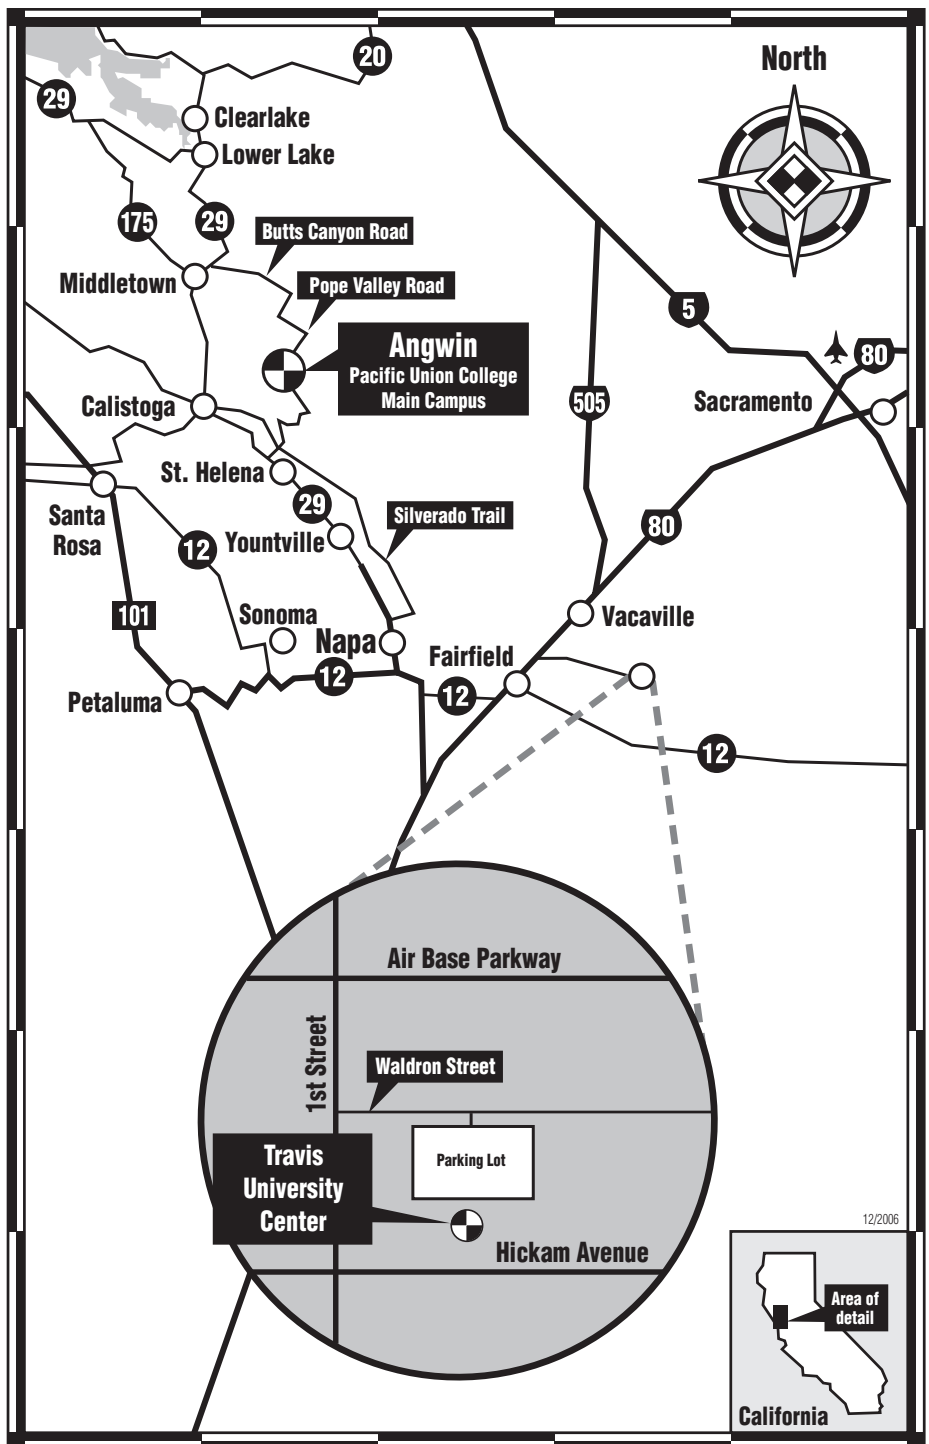 North
20
29
Clearlake
Lower Lake
175
29
Butts Canyon Road
Middletown
Pope Valley Road
5
Angwin
Pacific Union College
Main Campus
80
505
Sacramento
Calistoga
St. Helena
29
Silverado Trail
Santa
Rosa
12
Yountville
80
101
Sonoma
Napa
Vacaville
Fairfield
12
12
Petaluma
12
Air Base Parkway
1st Street
Waldron Street
Parking Lot
Travis
University
Center
Hickam Avenue
12/2006
Area of
detail
California